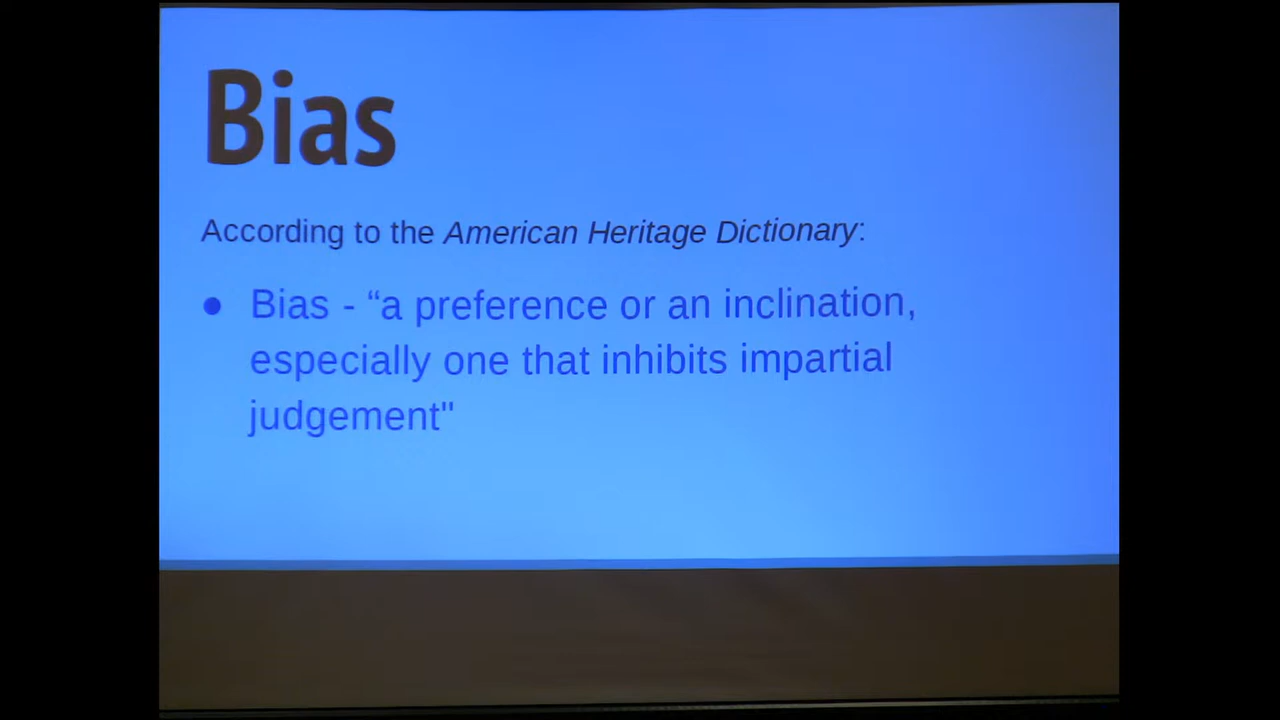 Bias
According to the American Heritage Dictionary:
● Bias - “a preference or an inclination,
especially one that inhibits impartial
judgement"